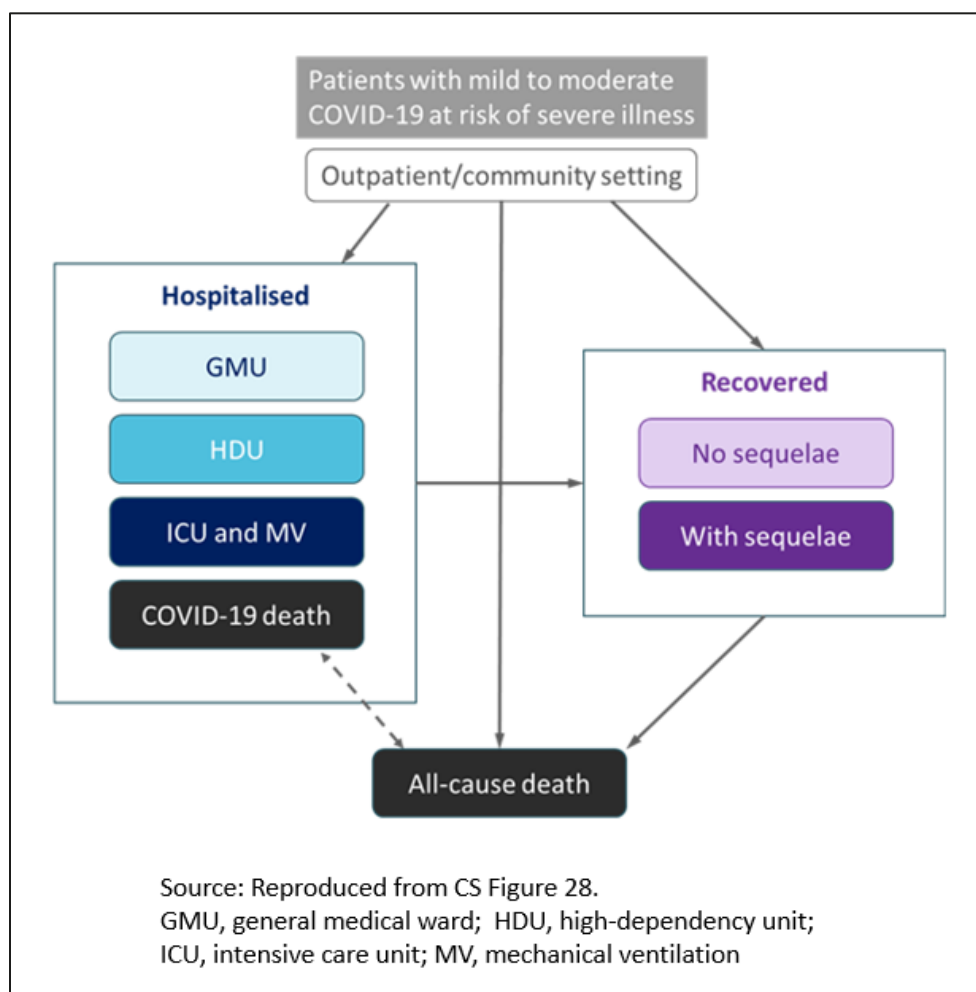 Patients with mild to moderate
COVID-19 at risk of severe illness
Outpatient/community setting
Hospitalised
GMU
HDU
ICU and MV
COVID-19 death
Recovered
No sequelae
With sequelae
All-cause death
Source: Reproduced from CS Figure 28.
GMU, general medical ward; HDU, high-dependency unit;
ICU, intensive care unit; MV, mechanical ventilation